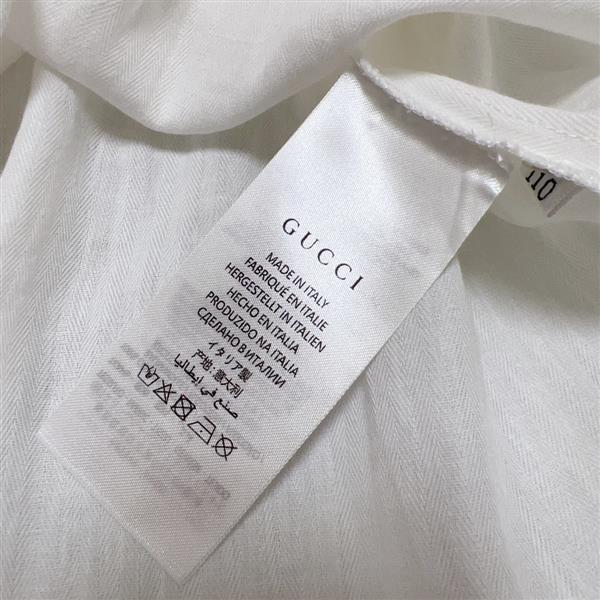 GUCCI
MADE IN ITALY
FABRIQUÉ EN ITALIE
HERGESTELLT IN ITALIEN
HECHO EN ITALIA
PRODUZIDO NA ITALIA
СДЕЛАНО В ИТАЛИИ
イタリア製
产地:意大利
صنع في إيطاليا
110